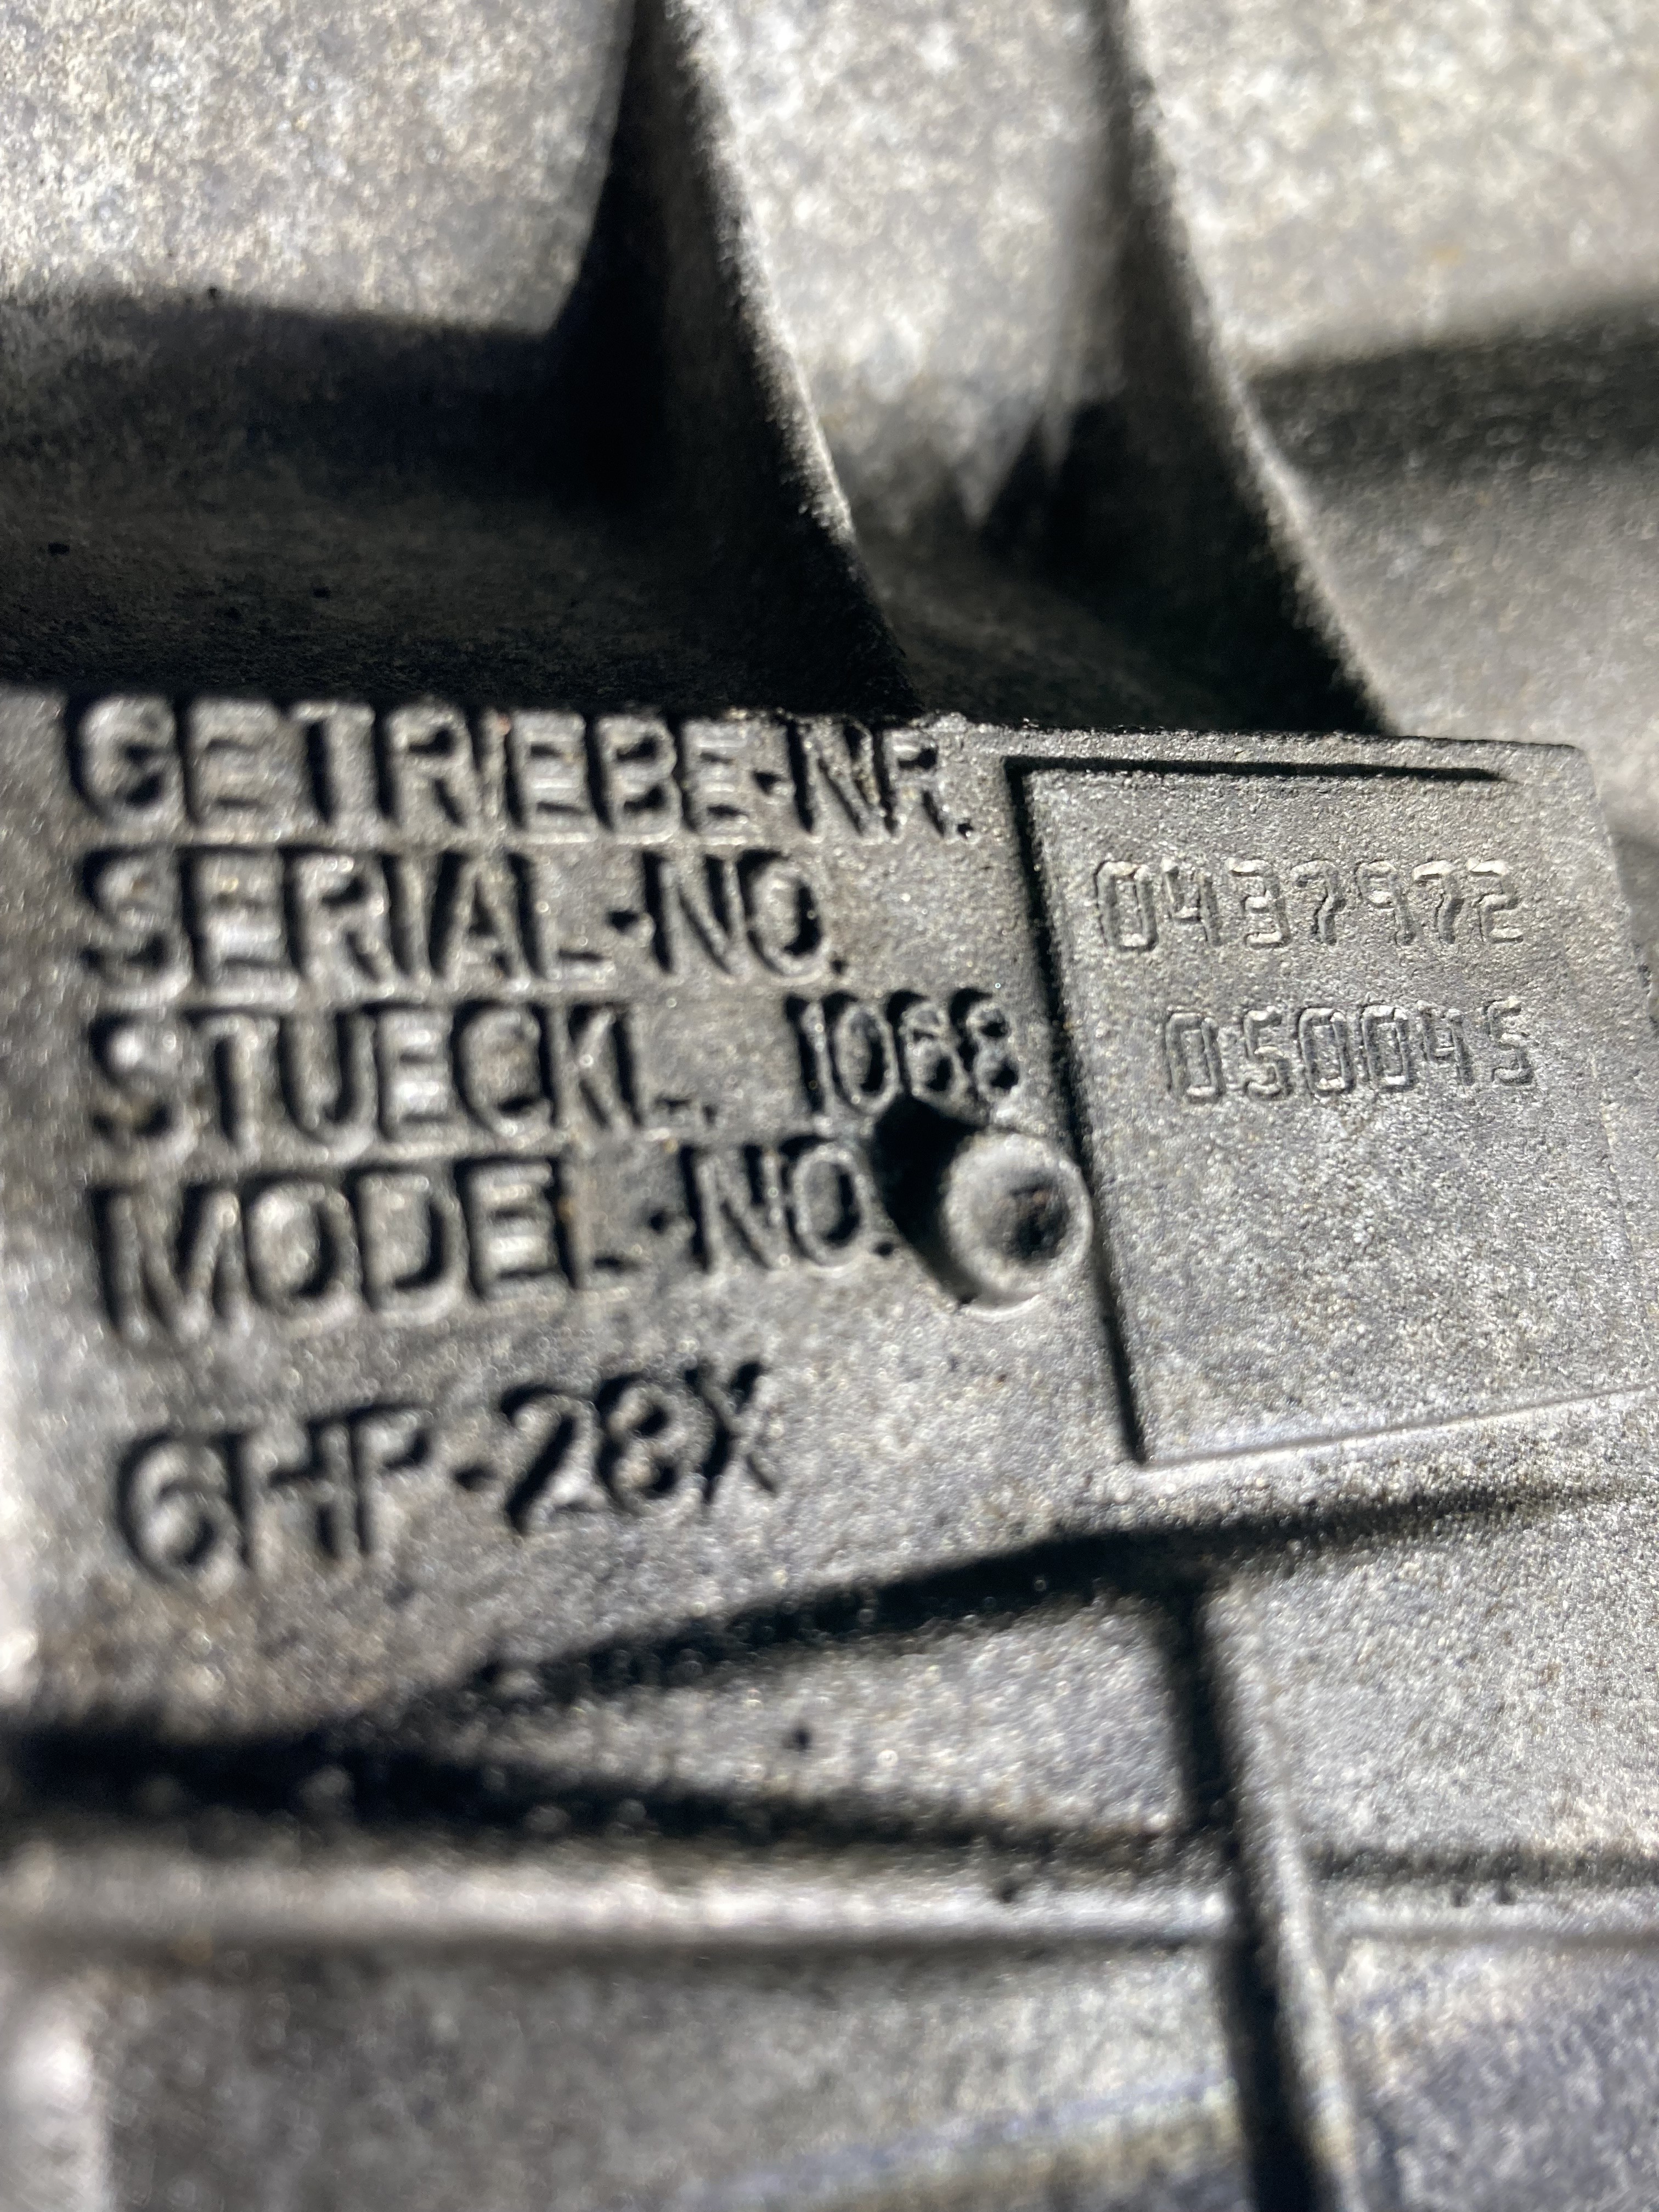 GETRIEBE-NR.
SERIAL-NO. 0437972
STUECKL.. 1068 050045
MODEL-NO.
6HP-28X